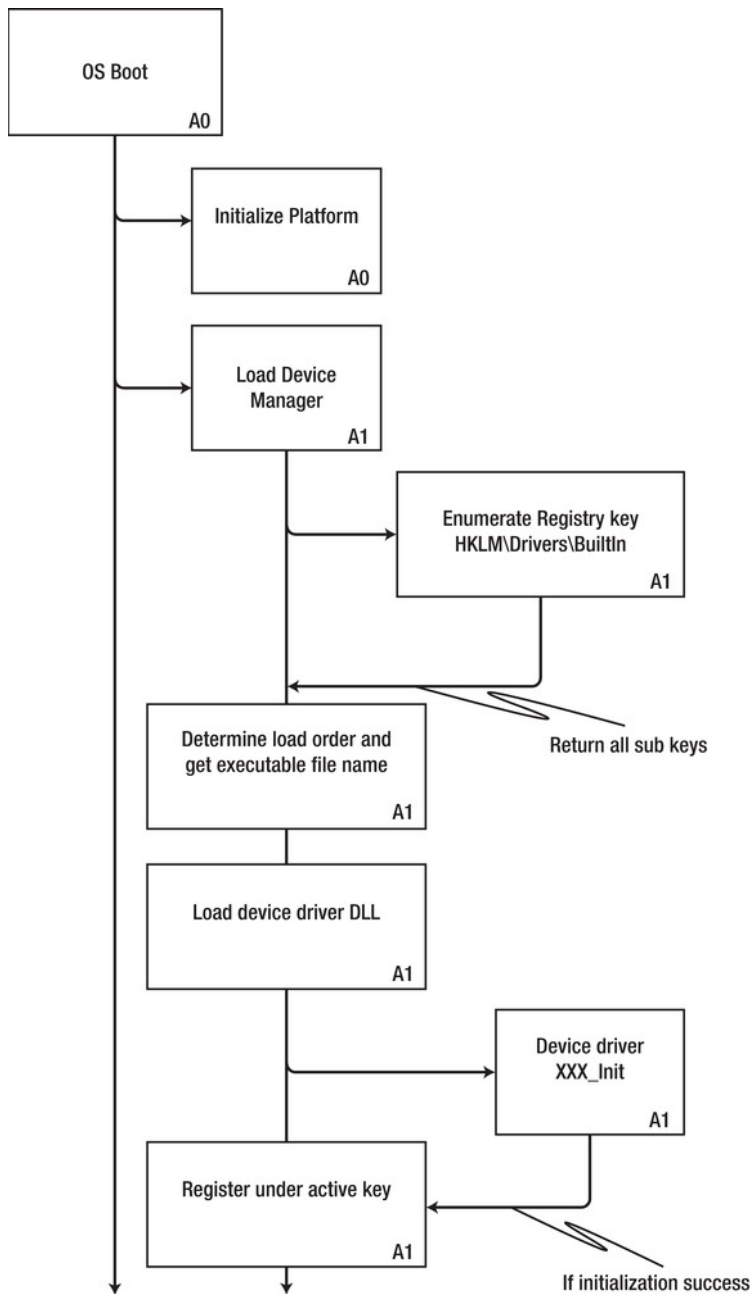 OS Boot
A0
Initialize Platform
A0
Load Device
Manager
A1
Enumerate Registry key
HKLM\Drivers\BuiltIn
A1
Return all sub keys
Determine load order and
get executable file name
A1
Load device driver DLL
A1
Device driver
XXX_Init
A1
Register under active key
A1
If initialization success